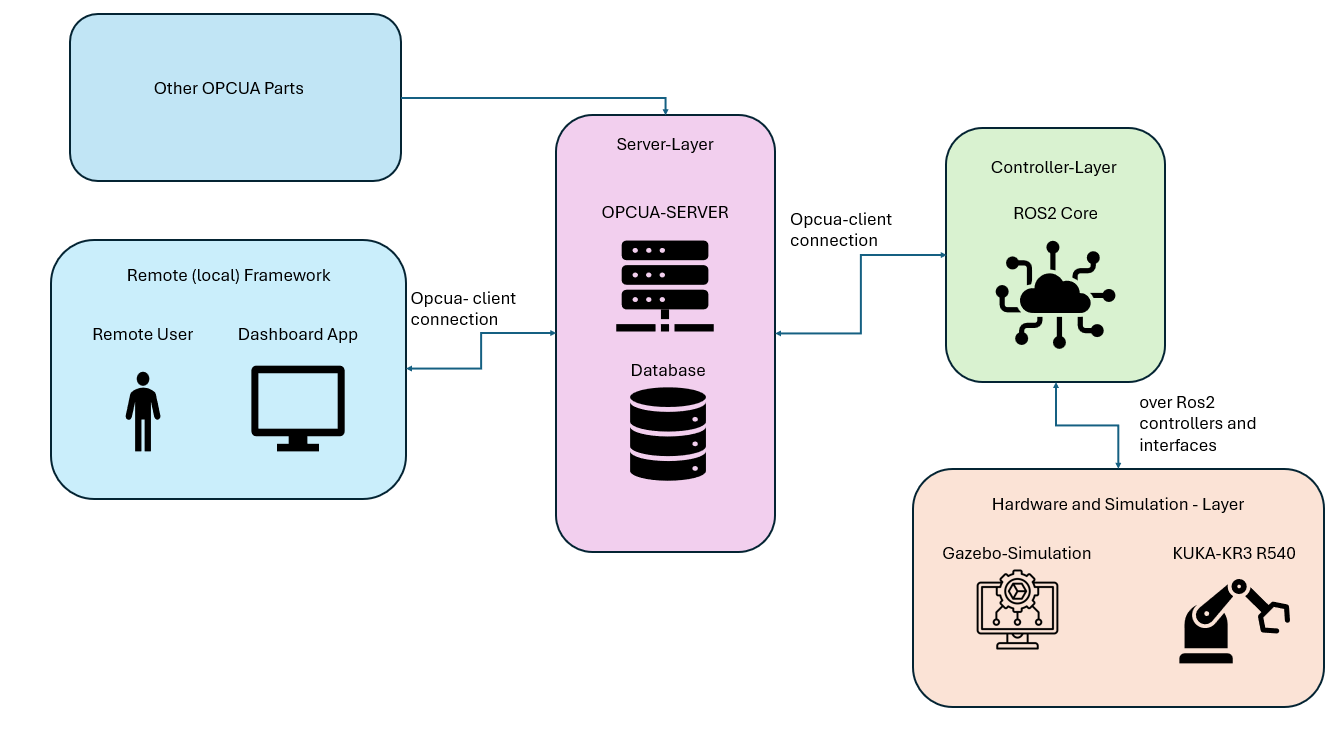 Other OPCUA Parts
Server-Layer
OPCUA-SERVER
Database
Remote (local) Framework
Remote User
Dashboard App
Opcua- client
connection
Opcua-client
connection
Controller-Layer
ROS2 Core
over Ros2
controllers and
interfaces
Hardware and Simulation - Layer
Gazebo-Simulation
KUKA-KR3 R540